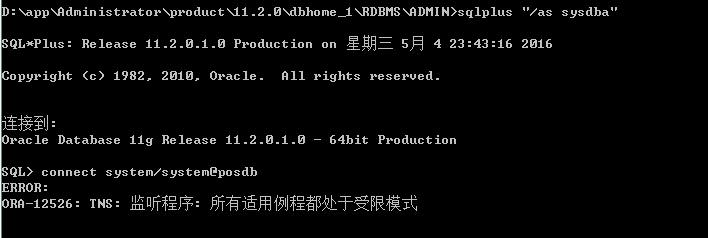 D:\app\Administrator\product\11.2.0\dbhome_1\RDBMS\ADMIN>sqlplus "/as sysdba"
SQL*Plus: Release 11.2.0.1.0 Production on 星期三 5月 4 23:43:16 2016
Copyright (c) 1982, 2010, Oracle.  All rights reserved.
连接到:
Oracle Database 11g Release 11.2.0.1.0 - 64bit Production
SQL> connect system/system@posdb
ERROR:
ORA-12526: TNS: 监听程序: 所有适用例程都处于受限模式